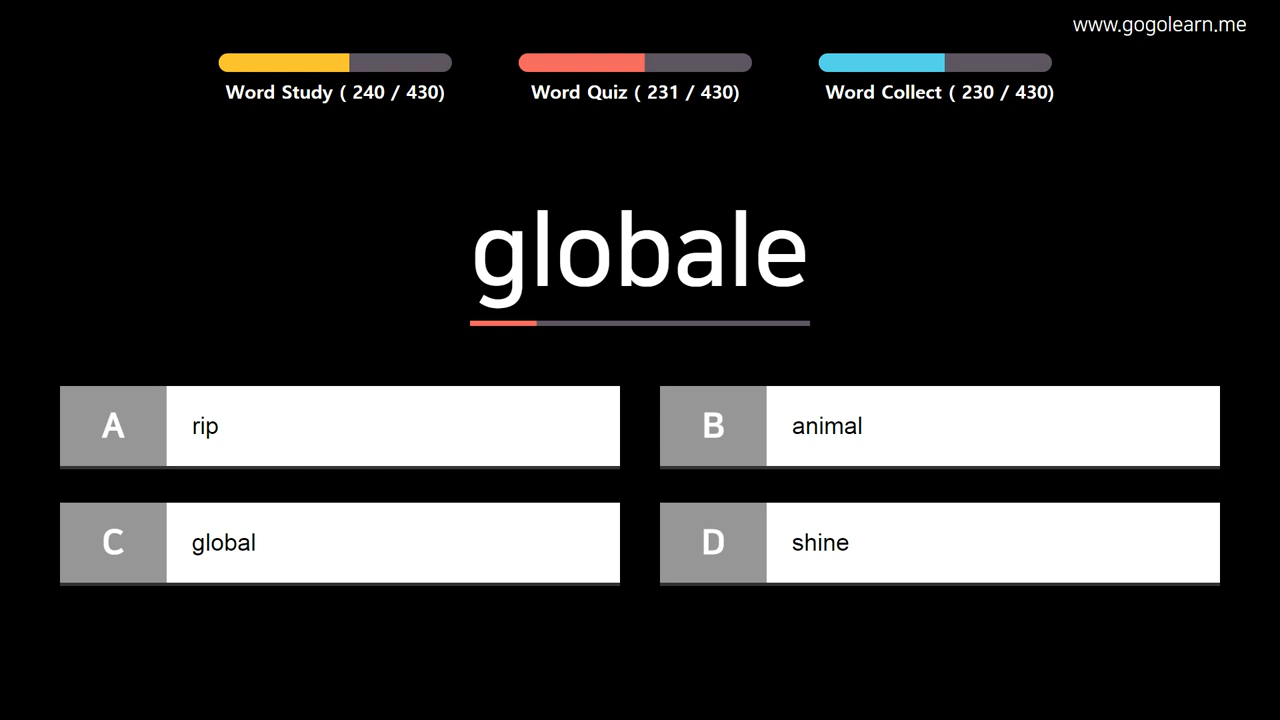 www.gogolearn.me
Word Study ( 240 / 430)
Word Quiz ( 231 / 430)
Word Collect ( 230 / 430)
globale
A rip
B animal
C global
D shine